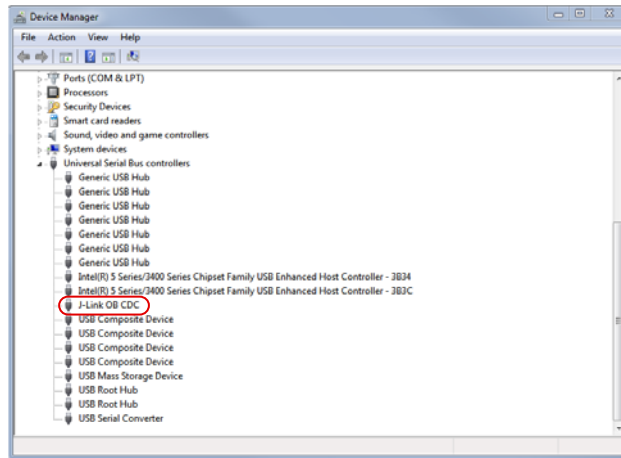 Device Manager
File Action View Help
Ports (COM & LPT)
Processors
Security Devices
Smart card readers
Sound, video and game controllers
System devices
Universal Serial Bus controllers
Generic USB Hub
Generic USB Hub
Generic USB Hub
Generic USB Hub
Generic USB Hub
Generic USB Hub
Generic USB Hub
Intel(R) 5 Series/3400 Series Chipset Family USB Enhanced Host Controller - 3B34
Intel(R) 5 Series/3400 Series Chipset Family USB Enhanced Host Controller - 3B3C
J-Link OB CDC
USB Composite Device
USB Composite Device
USB Composite Device
USB Composite Device
USB Mass Storage Device
USB Root Hub
USB Root Hub
USB Serial Converter